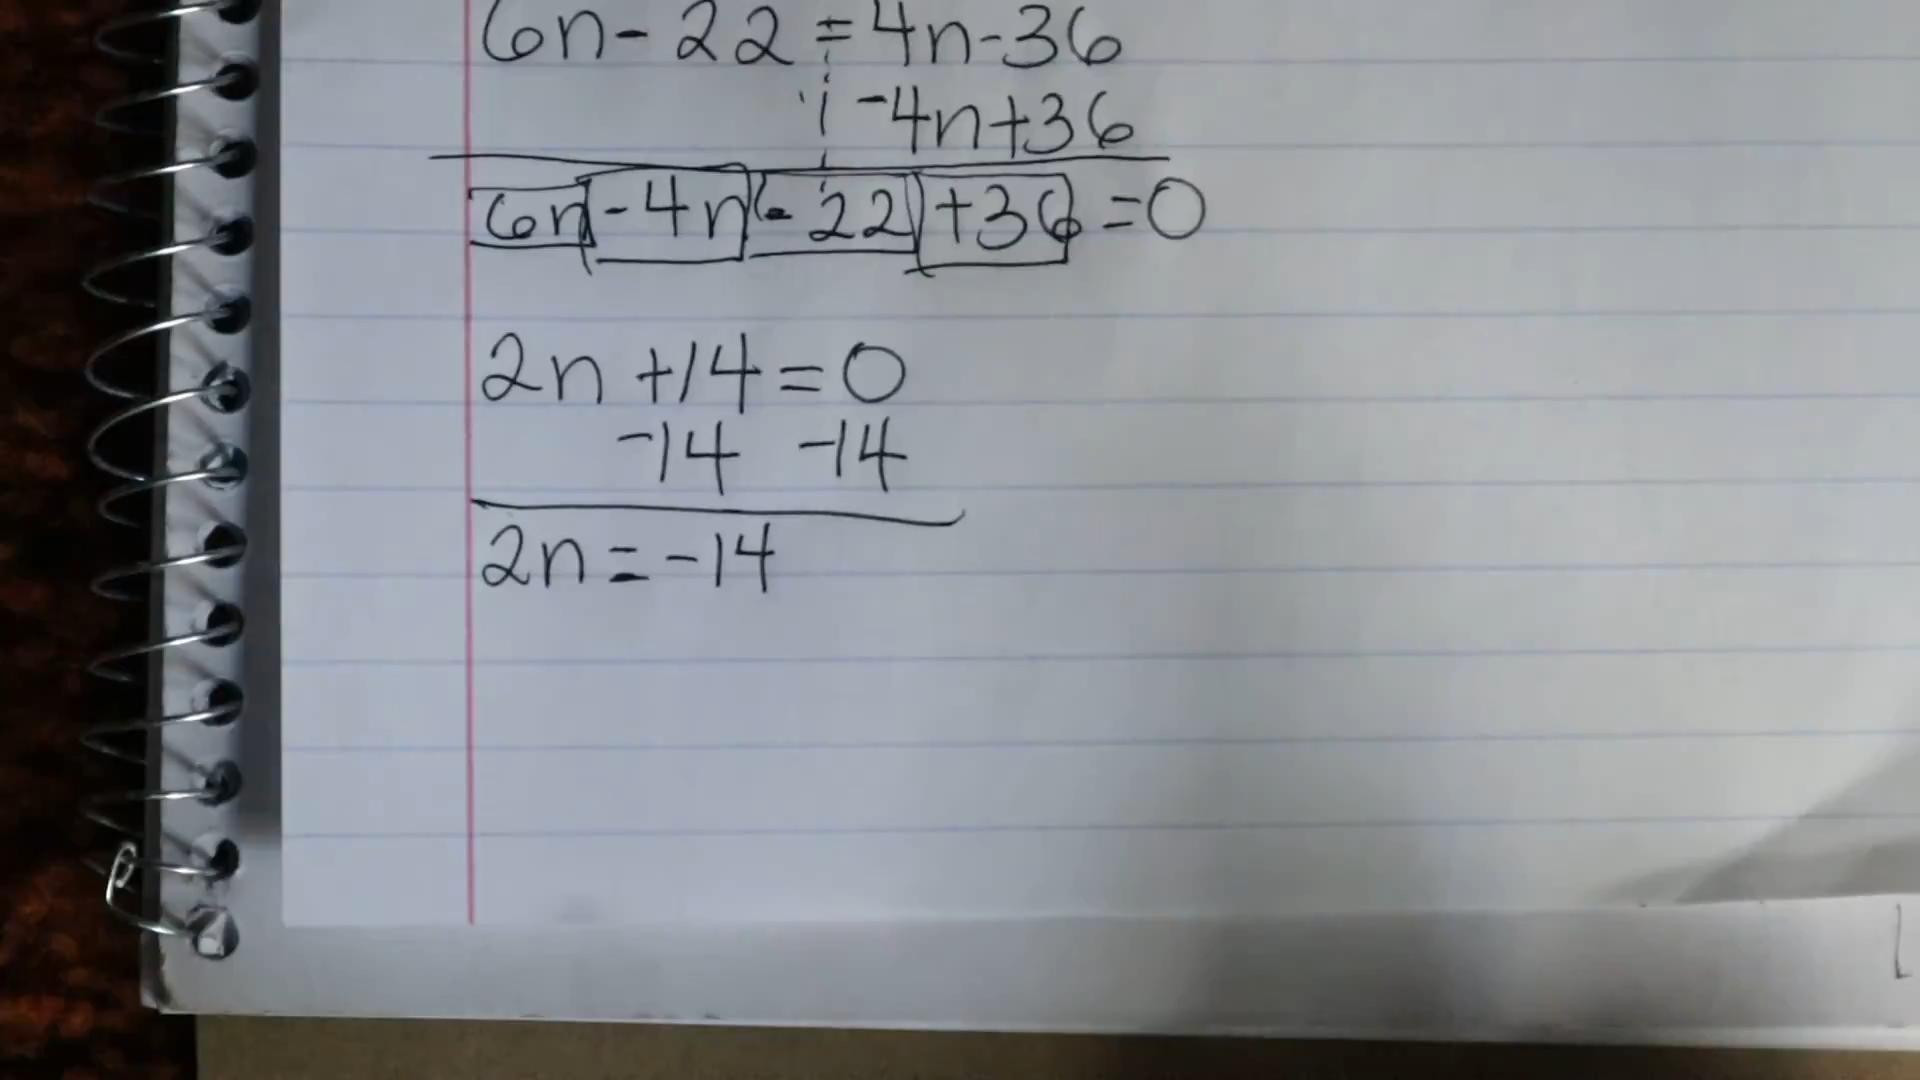 6n - 22 = 4n - 36
-4n + 36
6n - 4n - 22 + 36 = 0
2n + 14 = 0
-14 -14
2n = -14